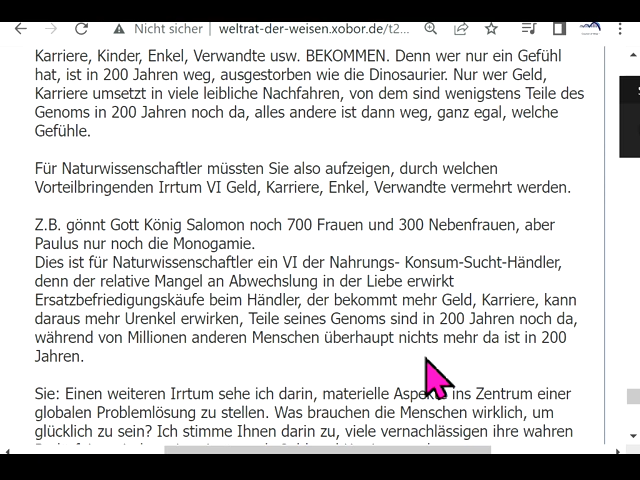 Nicht sicher | weltrat-der-weisen.xobor.de/t2...
Karriere, Kinder, Enkel, Verwandte usw. BEKOMMEN. Denn wer nur ein Gefühl
hat, ist in 200 Jahren weg, ausgestorben wie die Dinosaurier. Nur wer Geld,
Karriere umsetzt in viele leibliche Nachfahren, von dem sind wenigstens Teile des
Genoms in 200 Jahren noch da, alles andere ist dann weg, ganz egal, welche
Gefühle.
Für Naturwissenschaftler müssten Sie also aufzeigen, durch welchen
Vorteilbringenden Irrtum VI Geld, Karriere, Enkel, Verwandte vermehrt werden.
Z.B. gönnt Gott König Salomon noch 700 Frauen und 300 Nebenfrauen, aber
Paulus nur noch die Monogamie.
Dies ist für Naturwissenschaftler ein VI der Nahrungs- Konsum-Sucht-Händler,
denn der relative Mangel an Abwechslung in der Liebe erwirkt
Ersatzbefriedigungskäufe beim Händler, der bekommt mehr Geld, Karriere, kann
daraus mehr Urenkel erwirken, Teile seines Genoms sind in 200 Jahren noch da,
während von Millionen anderen Menschen überhaupt nichts mehr da ist in 200
Jahren.
Sie: Einen weiteren Irrtum sehe ich darin, materielle Aspekte ins Zentrum einer
globalen Problemlösung zu stellen. Was brauchen die Menschen wirklich, um
glücklich zu sein? Ich stimme Ihnen darin zu, viele vernachlässigen ihre wahren